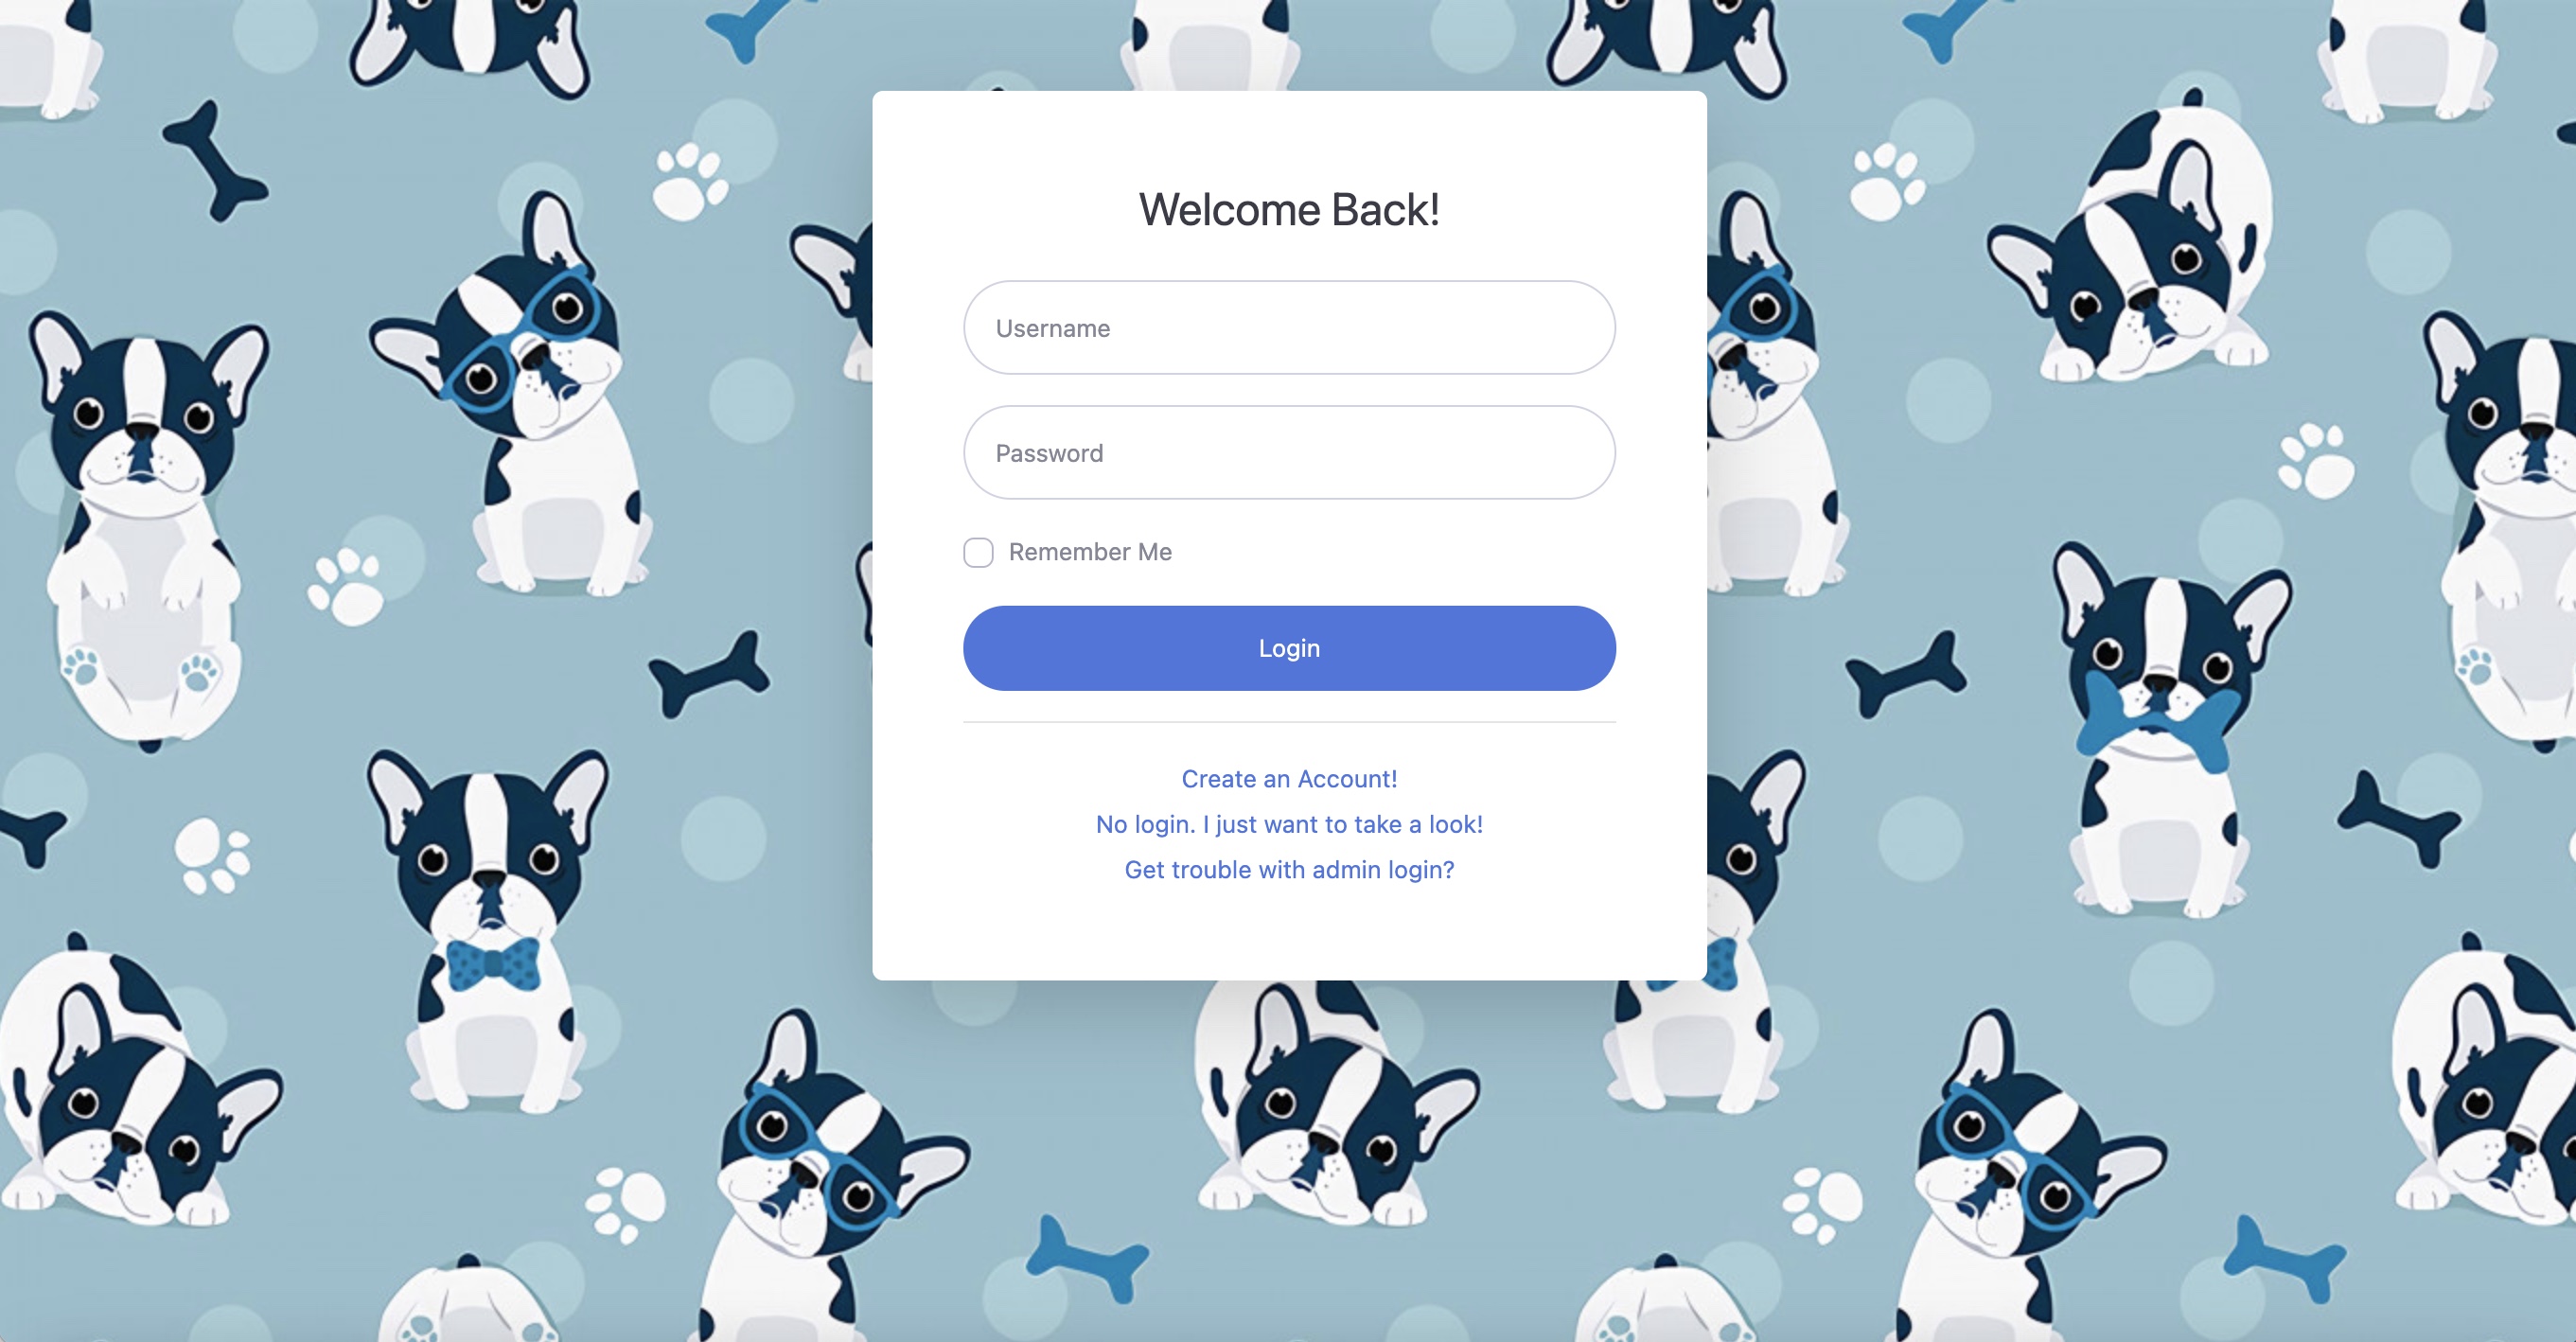 Welcome Back!
Username
Password
Remember Me
Login
Create an Account!
No login. I just want to take a look!
Get trouble with admin login?